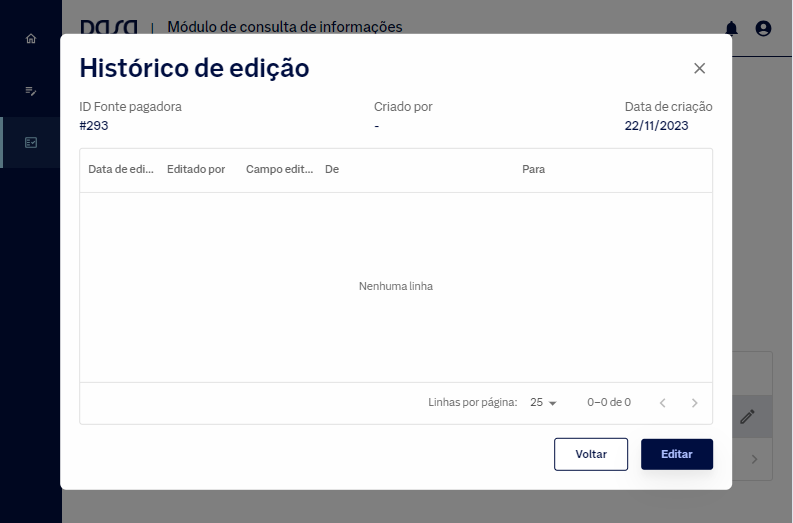 Dasa | Módulo de consulta de informações
Histórico de edição
ID Fonte pagadora Criado por Data de criação
#293 - 22/11/2023
Data de edi... Editado por Campo edit... De Para
Nenhuma linha
Linhas por página: 25 0–0 de 0
Voltar Editar